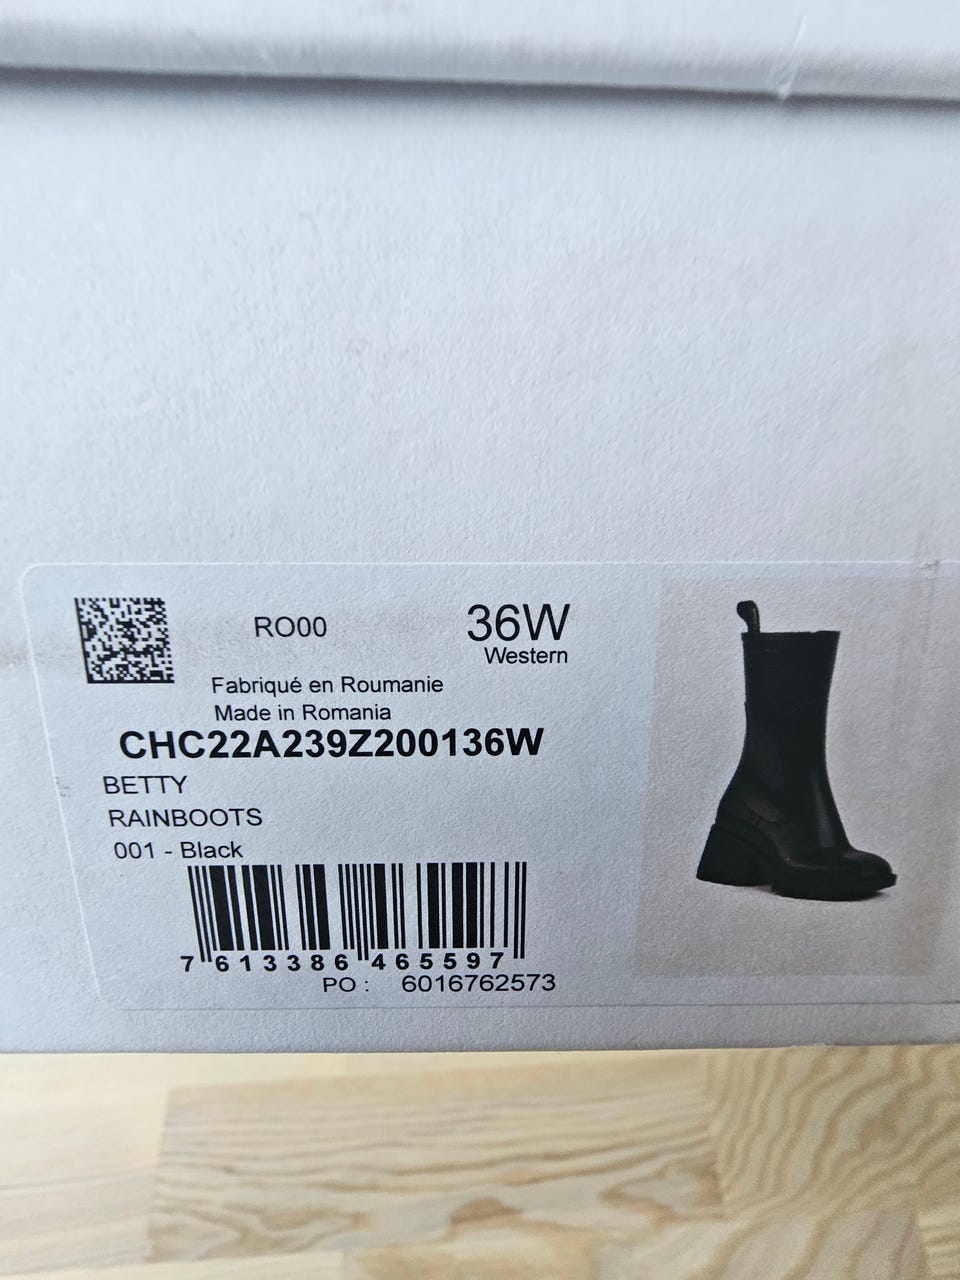 RO00
36W
Western
Fabriqué en Roumanie
Made in Romania
CHC22A239Z200136W
BETTY
RAINBOOTS
001 - Black
7 613386 465597
PO : 6016762573